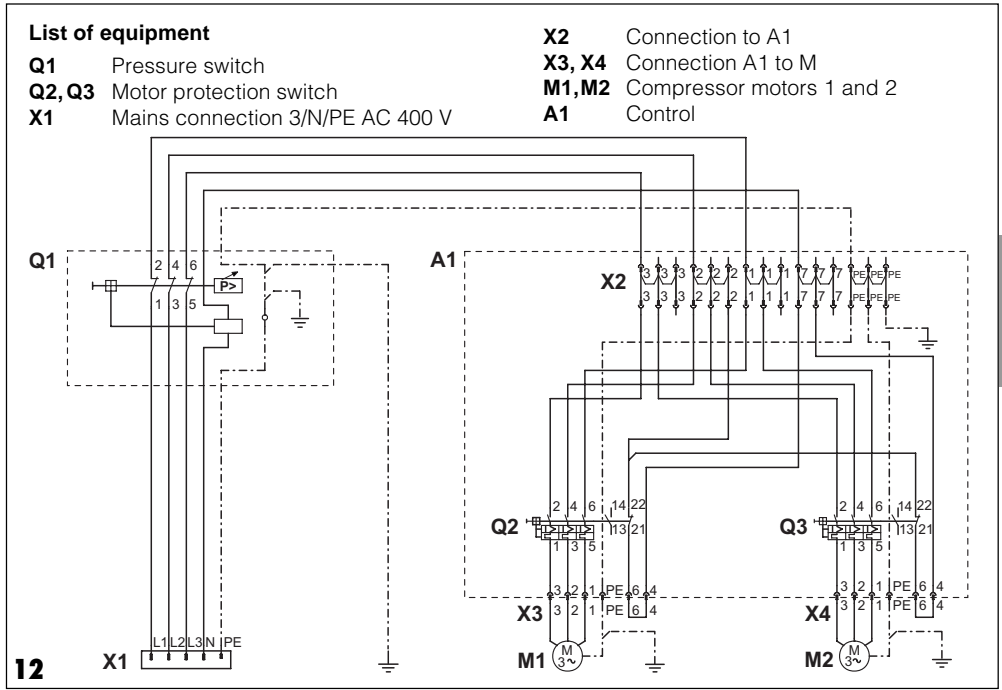 List of equipment
Q1 Pressure switch
Q2, Q3 Motor protection switch
X1 Mains connection 3/N/PE AC 400 V
X2 Connection to A1
X3, X4 Connection A1 to M
M1,M2 Compressor motors 1 and 2
A1 Control
Q1
2 4 6
P>
1 3 5
A1
X2
3 3 3 2 2 2 1 1 1 7 7 7 PE PE PE
3 3 3 2 2 2 1 1 1 7 7 7 PE PE PE
Q2
2 4 6 14 22
13 21
1 3 5
Q3
2 4 6 14 22
13 21
1 3 5
3 2 1 PE 6 4
X3 3 2 1 PE 6 4
3 2 1 PE 6 4
X4 3 2 1 PE 6 4
M1 M 3~
M2 M 3~
L1 L2 L3 N PE
X1
12